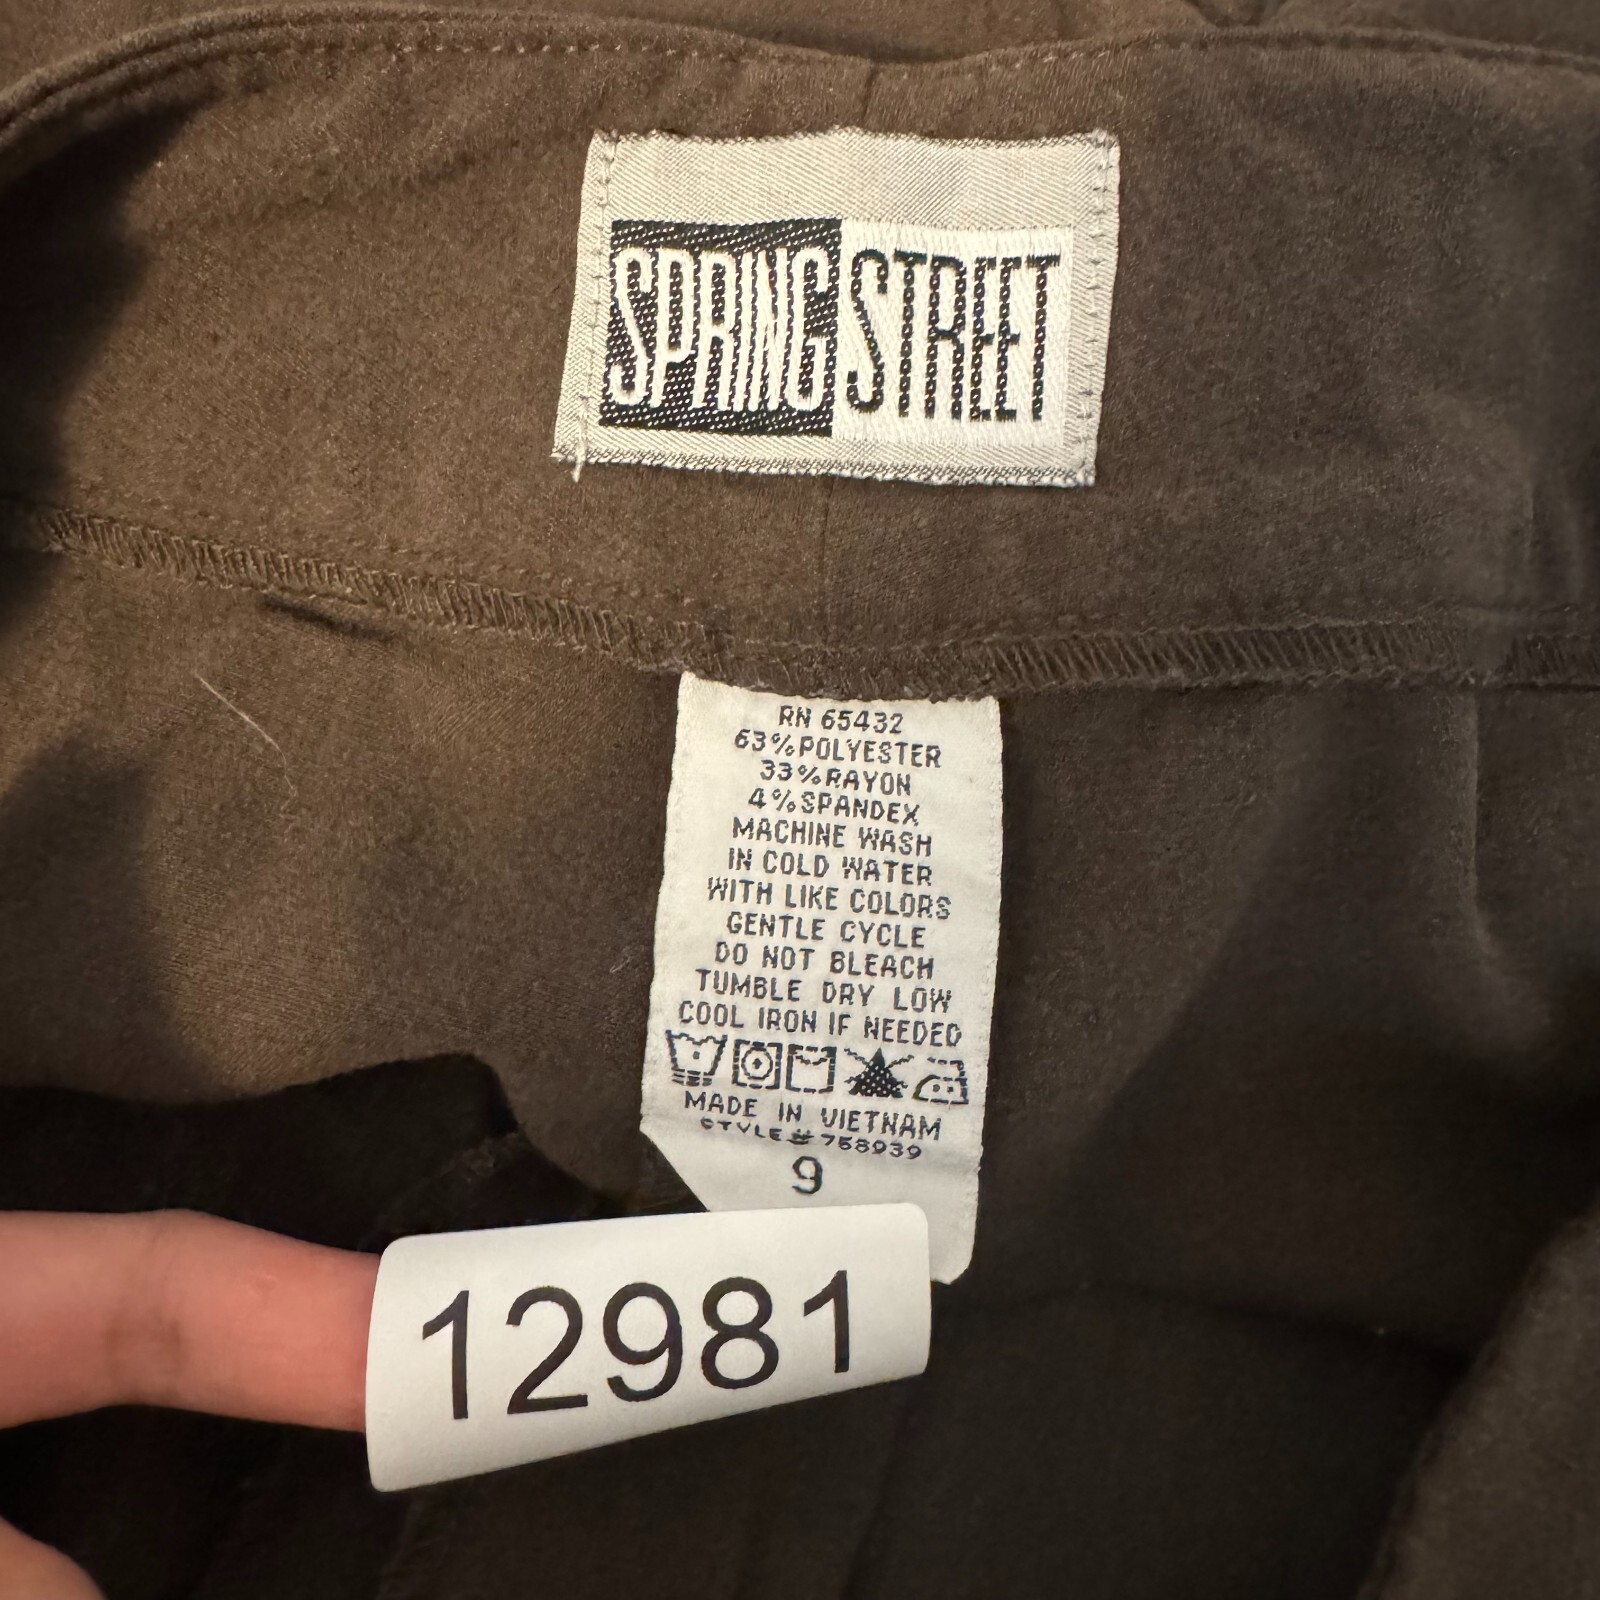 SPRING STREET
RN 65432
63%POLYESTER
33%RAYON
4%SPANDEX
MACHINE WASH
IN COLD WATER
WITH LIKE COLORS
GENTLE CYCLE
DO NOT BLEACH
TUMBLE DRY LOW
COOL IRON IF NEEDED
MADE IN VIETNAM
STYLE# 758939
9
12981